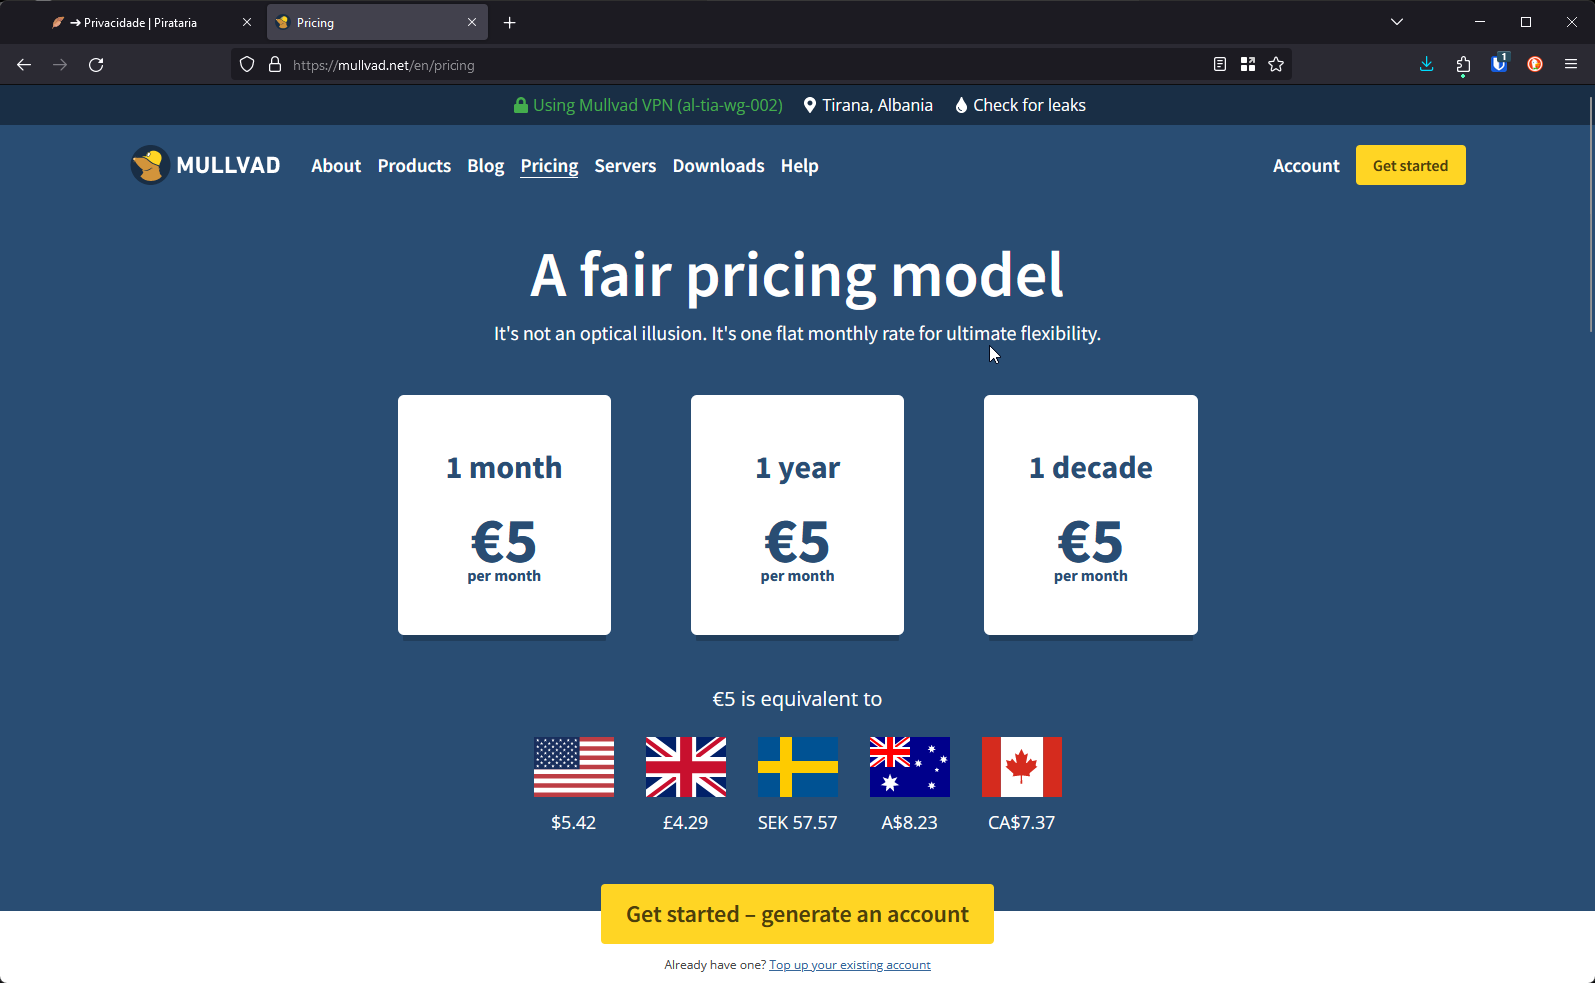 → Privacidade | Pirataria
Pricing
https://mullvad.net/en/pricing
1
Using Mullvad VPN (al-tia-wg-002) Tirana, Albania Check for leaks
MULLVAD About Products Blog Pricing Servers Downloads Help Account Get started
A fair pricing model
It's not an optical illusion. It's one flat monthly rate for ultimate flexibility.
1 month
€5
per month
1 year
€5
per month
1 decade
€5
per month
€5 is equivalent to
$5.42 £4.29 SEK 57.57 A$8.23 CA$7.37
Get started – generate an account
Already have one? Top up your existing account